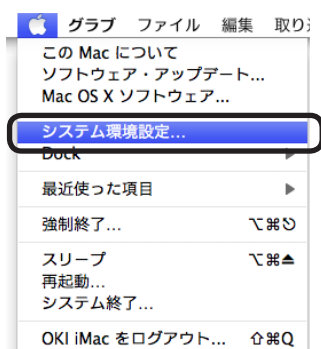 グラブ ファイル 編集 取り
この Mac について
ソフトウェア・アップデート...
Mac OS X ソフトウェア...
システム環境設定...
Dock
最近使った項目
強制終了... ⌥⌘⎋
スリープ ⌥⌘⏏
再起動...
システム終了...
OKI iMac をログアウト... ⇧⌘Q